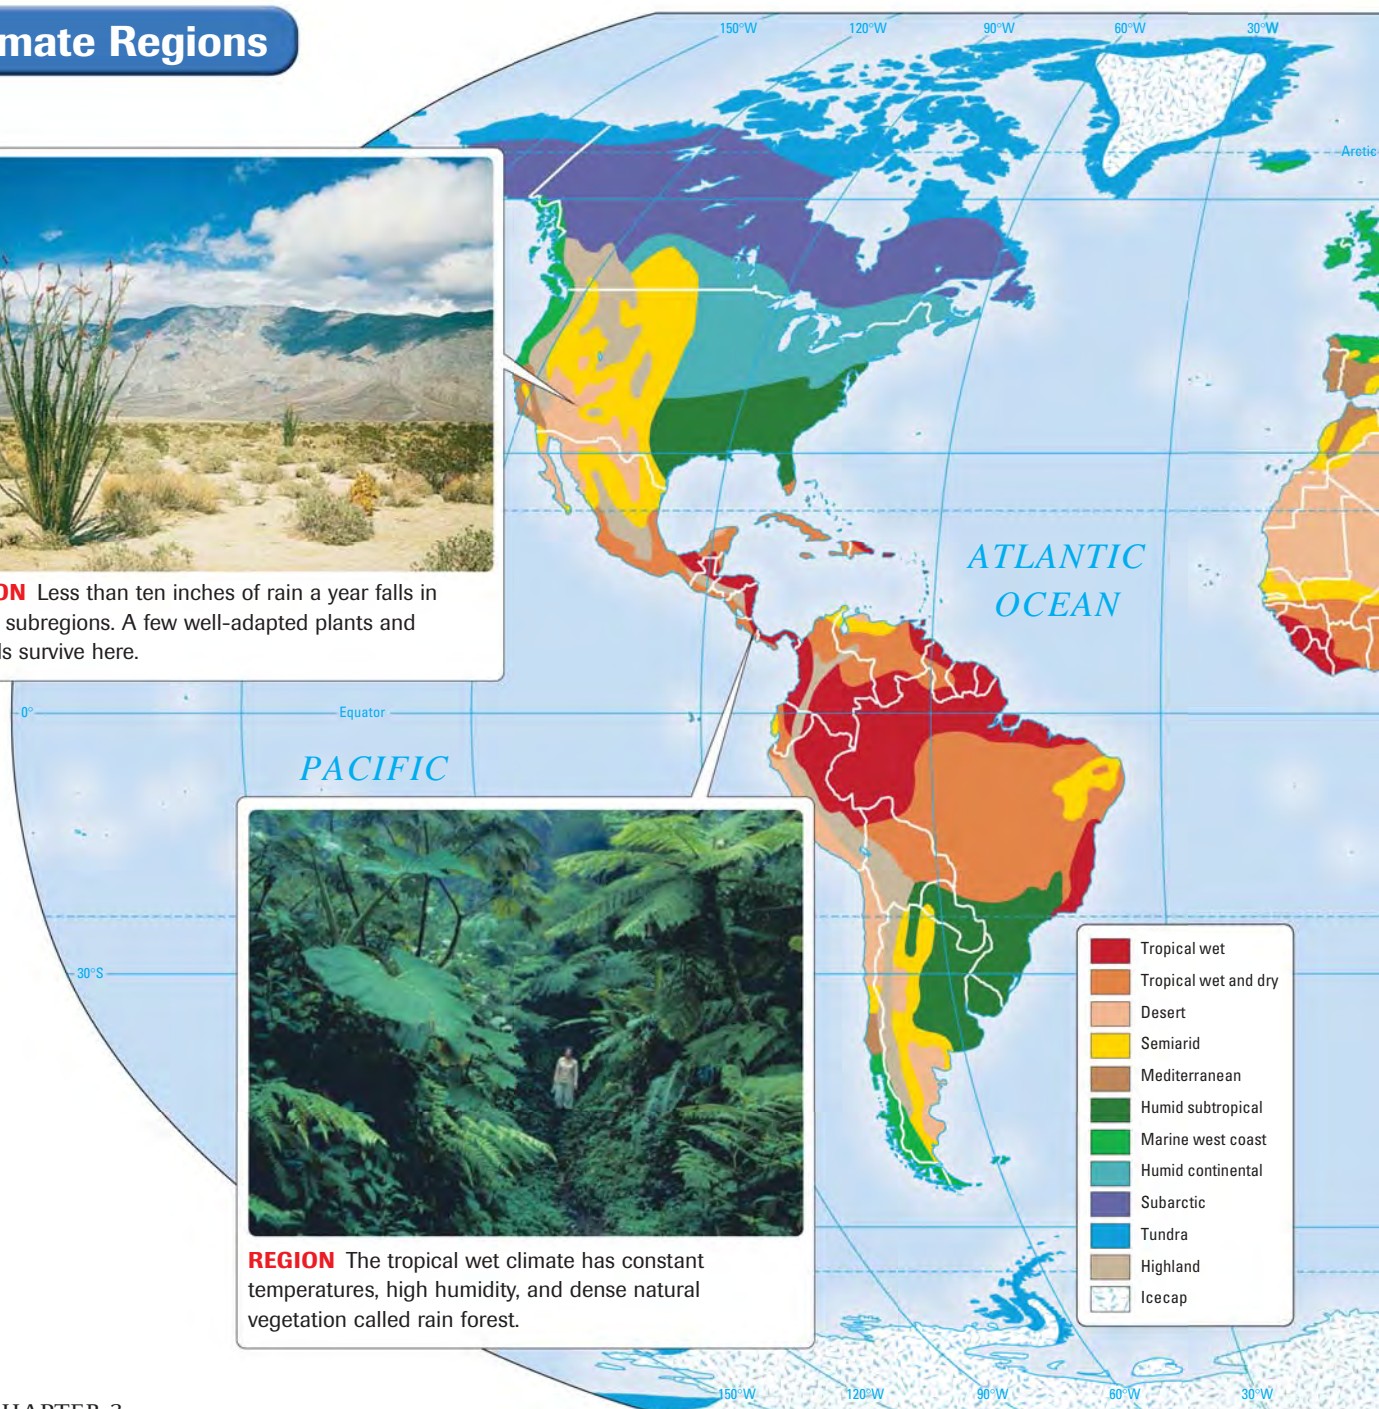 mate Regions
150°W 120°W 90°W 60°W 30°W
Arctic
ON Less than ten inches of rain a year falls in
subregions. A few well-adapted plants and
ls survive here.
ATLANTIC
OCEAN
0° Equator
PACIFIC
30°S
Tropical wet
Tropical wet and dry
Desert
Semiarid
Mediterranean
Humid subtropical
Marine west coast
Humid continental
Subarctic
Tundra
Highland
Icecap
REGION The tropical wet climate has constant
temperatures, high humidity, and dense natural
vegetation called rain forest.
150°W 120°W 90°W 60°W 30°W